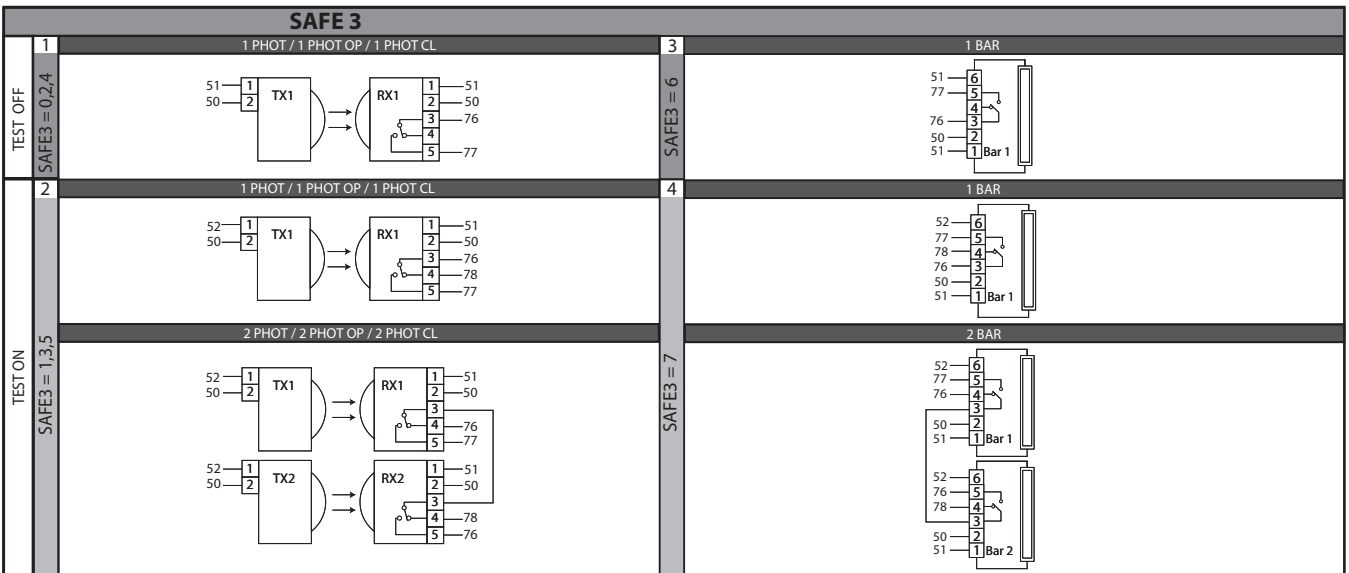 SAFE 3
TEST OFF
SAFE3 = 0,2,4
1
1 PHOT / 1 PHOT OP / 1 PHOT CL
51 1 TX1 RX1 1 51
50 2 2 50
3 76
4
5 77
3
SAFE3 = 6
1 BAR
51 6
77 5
4
76 3
50 2
51 1 Bar 1
TEST ON
SAFE3 = 1,3,5
2
1 PHOT / 1 PHOT OP / 1 PHOT CL
52 1 TX1 RX1 1 51
50 2 2 50
3 76
4 78
5 77
2 PHOT / 2 PHOT OP / 2 PHOT CL
52 1 TX1 RX1 1 51
50 2 2 50
3
4 76
5 77
52 1 TX2 RX2 1 51
50 2 2 50
3
4 78
5 76
4
SAFE3 = 7
1 BAR
52 6
77 5
78 4
76 3
50 2
51 1 Bar 1
2 BAR
52 6
77 5
76 4
3
50 2
51 1 Bar 1
52 6
76 5
78 4
3
50 2
51 1 Bar 2